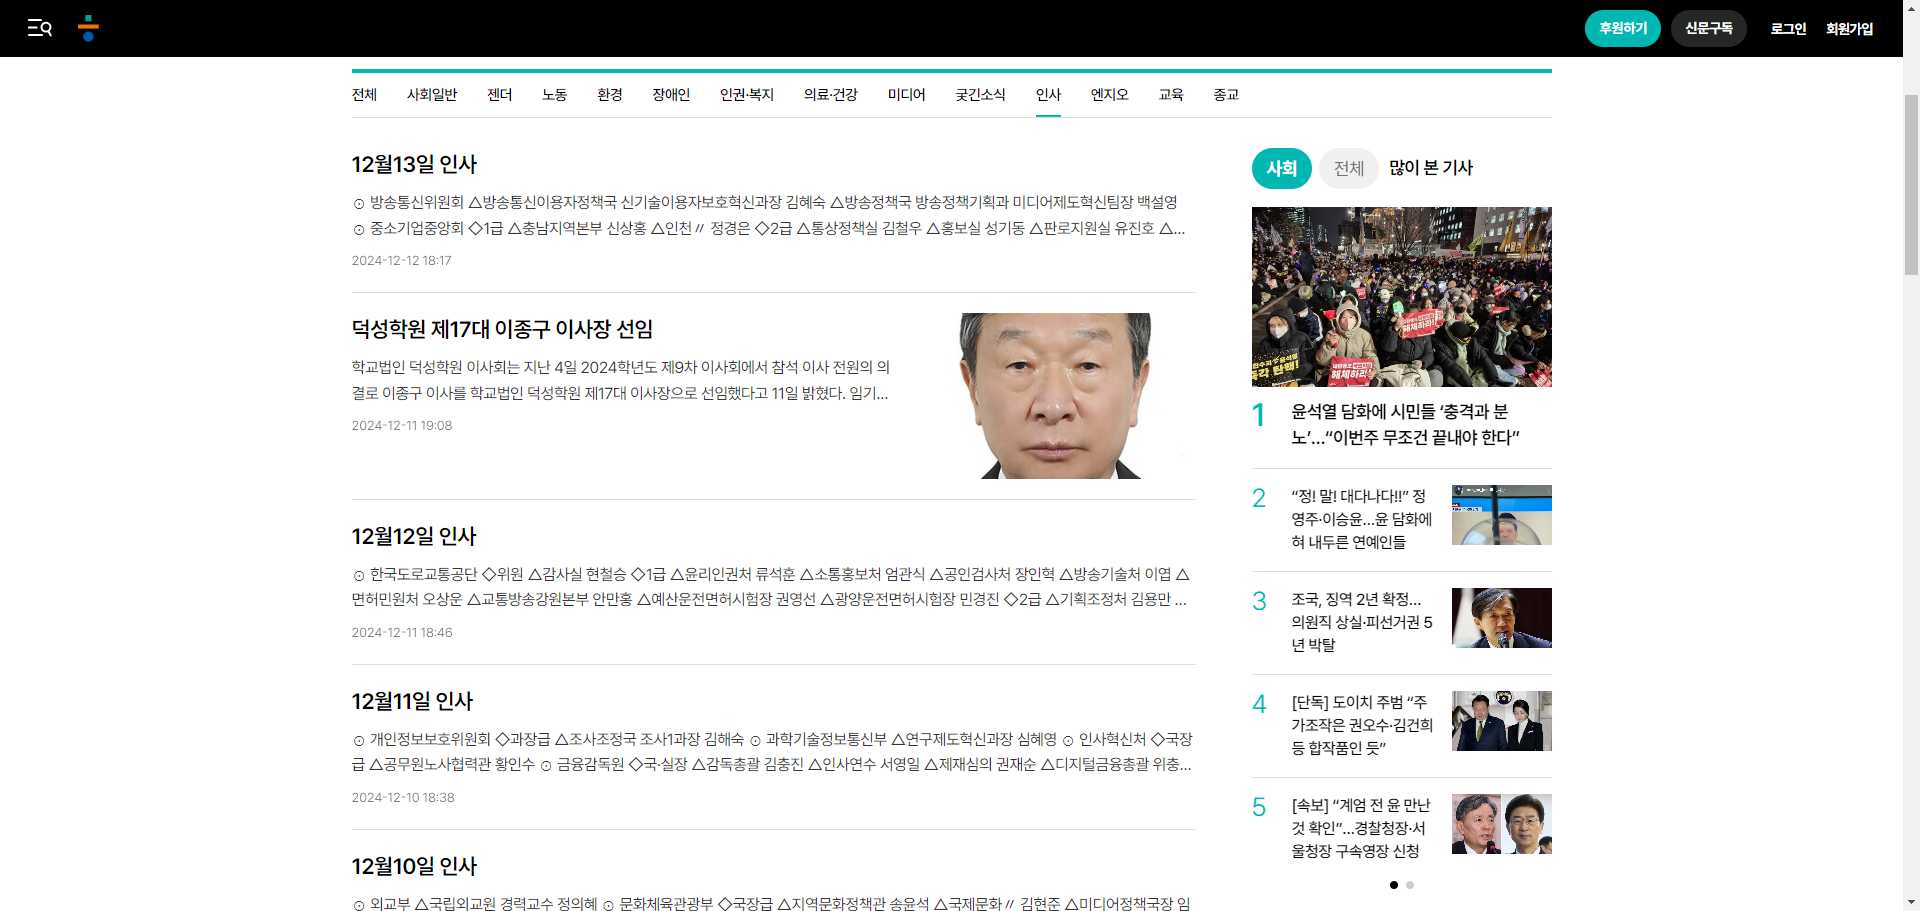 후원하기
신문구독
로그인
회원가입
전체
사회일반
젠더
노동
환경
장애인
인권·복지
의료·건강
미디어
궂긴소식
인사
엔지오
교육
종교
12월13일 인사
⊙ 방송통신위원회 △방송통신이용자정책국 신기술이용자보호혁신과장 김혜숙 △방송정책국 방송정책기획과 미디어제도혁신팀장 백설영
⊙ 중소기업중앙회 ◇1급 △충남지역본부 신상홍 △인천〃 정경은 ◇2급 △통상정책실 김철우 △홍보실 성기동 △판로지원실 유진호 △...
2024-12-12 18:17
덕성학원 제17대 이종구 이사장 선임
학교법인 덕성학원 이사회는 지난 4일 2024학년도 제9차 이사회에서 참석 이사 전원의 의
결로 이종구 이사를 학교법인 덕성학원 제17대 이사장으로 선임했다고 11일 밝혔다. 임기...
2024-12-11 19:08
12월12일 인사
⊙ 한국도로교통공단 ◇위원 △감사실 현철승 ◇1급 △윤리인권처 류석훈 △소통홍보처 엄관식 △공인검사처 장인혁 △방송기술처 이엽 △
면허민원처 오상운 △교통방송강원본부 안만홍 △예산운전면허시험장 권영선 △광양운전면허시험장 민경진 ◇2급 △기획조정처 김용만 ...
2024-12-11 18:46
12월11일 인사
⊙ 개인정보보호위원회 ◇과장급 △조사조정국 조사1과장 김해숙 ⊙ 과학기술정보통신부 △연구제도혁신과장 심혜영 ⊙ 인사혁신처 ◇국장
급 △공무원노사협력관 황인수 ⊙ 금융감독원 ◇국·실장 △감독총괄 김충진 △인사연수 서영일 △제재심의 권재순 △디지털금융총괄 위충...
2024-12-10 18:38
12월10일 인사
⊙ 외교부 △국립외교원 경력교수 정의혜 ⊙ 문화체육관광부 ◇국장급 △지역문화정책관 송윤석 △국제문화〃 김현준 △미디어정책국장 임
사회
전체
많이 본 기사
해체하라!
해체하라!
각 탄핵!
1
윤석열 담화에 시민들 ‘충격과 분
노’...“이번주 무조건 끝내야 한다”
2
“정! 말! 대다나다!!” 정
영주·이승윤...윤 담화에
혀 내두른 연예인들
3
조국, 징역 2년 확정...
의원직 상실·피선거권 5
년 박탈
4
[단독] 도이치 주범 “주
가조작은 권오수·김건희
등 합작품인 듯”
5
[속보] “계엄 전 윤 만난
것 확인”...경찰청장·서
울청장 구속영장 신청